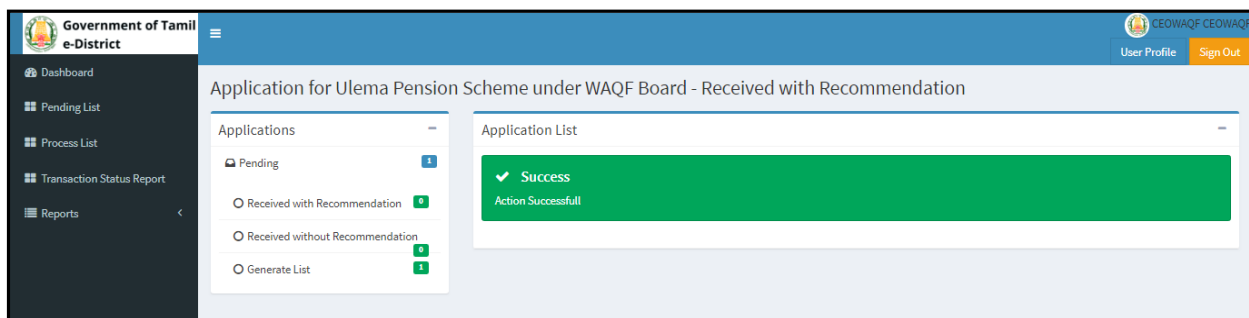 Government of Tamil
e-District
CEOWAQF CEOWAQF
User Profile
Sign Out
Dashboard
Pending List
Process List
Transaction Status Report
Reports
Application for Ulema Pension Scheme under WAQF Board - Received with Recommendation
Applications
Pending 1
Received with Recommendation 0
Received without Recommendation
0
Generate List 1
Application List
Success
Action Successfull